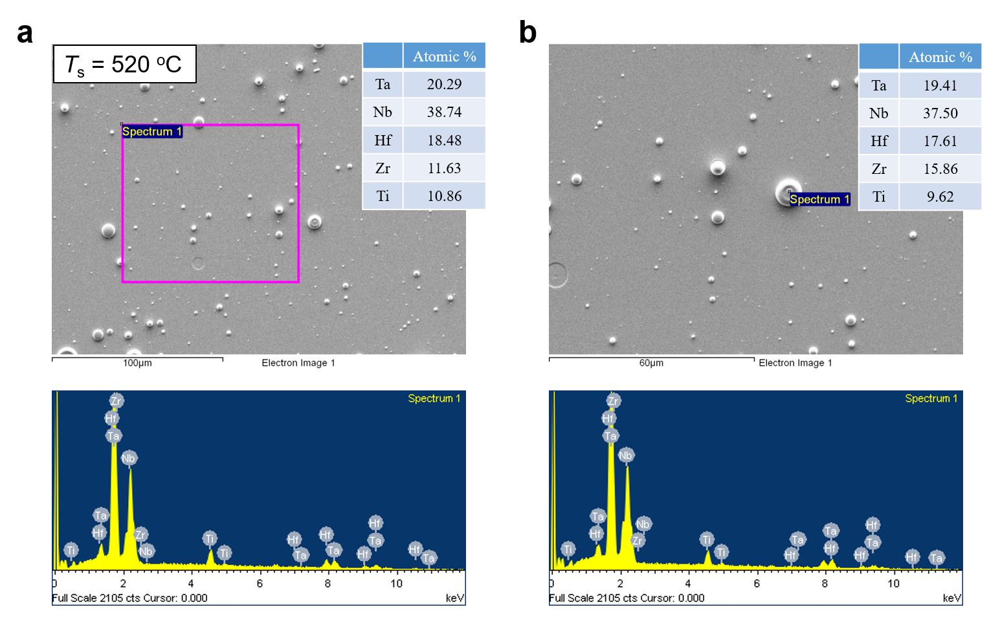 a
Ts = 520 °C
Spectrum 1
Atomic %
Ta 20.29
Nb 38.74
Hf 18.48
Zr 11.63
Ti 10.86
100μm
Electron Image 1
b
Spectrum 1
Atomic %
Ta 19.41
Nb 37.50
Hf 17.61
Zr 15.86
Ti 9.62
60μm
Electron Image 1
Spectrum 1
Zr
Hf
Ta
Nb
Ta
Hf
Ti
Zr
Nb
Ti
Ti
Hf
Ta
Hf
Ta
Hf
Ta
Hf
Hf
Ta
0 2 4 6 8 10
Full Scale 2105 cts Cursor: 0.000 keV
Spectrum 1
Zr
Hf
Ta
Nb
Ta
Hf
Ti
Nb
Zr
Ti
Ti
Ta
Hf
Ta
Hf
Hf
Ta
Hf
Hf
Ta
0 2 4 6 8 10
Full Scale 2105 cts Cursor: 0.000 keV